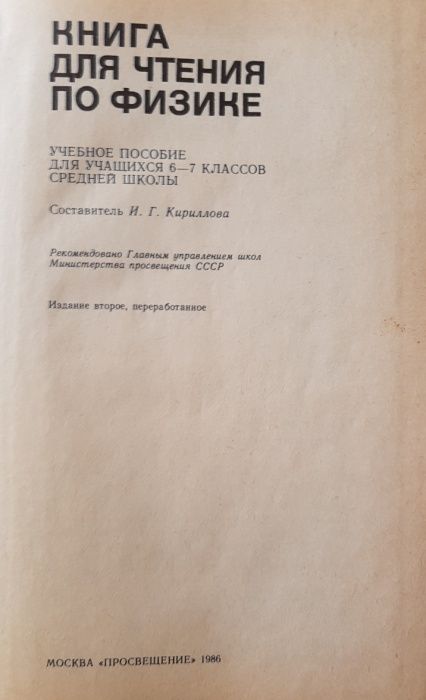 КНИГА
ДЛЯ ЧТЕНИЯ
ПО ФИЗИКЕ
УЧЕБНОЕ ПОСОБИЕ
ДЛЯ УЧАЩИХСЯ 6—7 КЛАССОВ
СРЕДНЕЙ ШКОЛЫ
Составитель И. Г. Кириллова
Рекомендовано Главным управлением школ
Министерства просвещения СССР
Издание второе, переработанное
МОСКВА «ПРОСВЕЩЕНИЕ» 1986